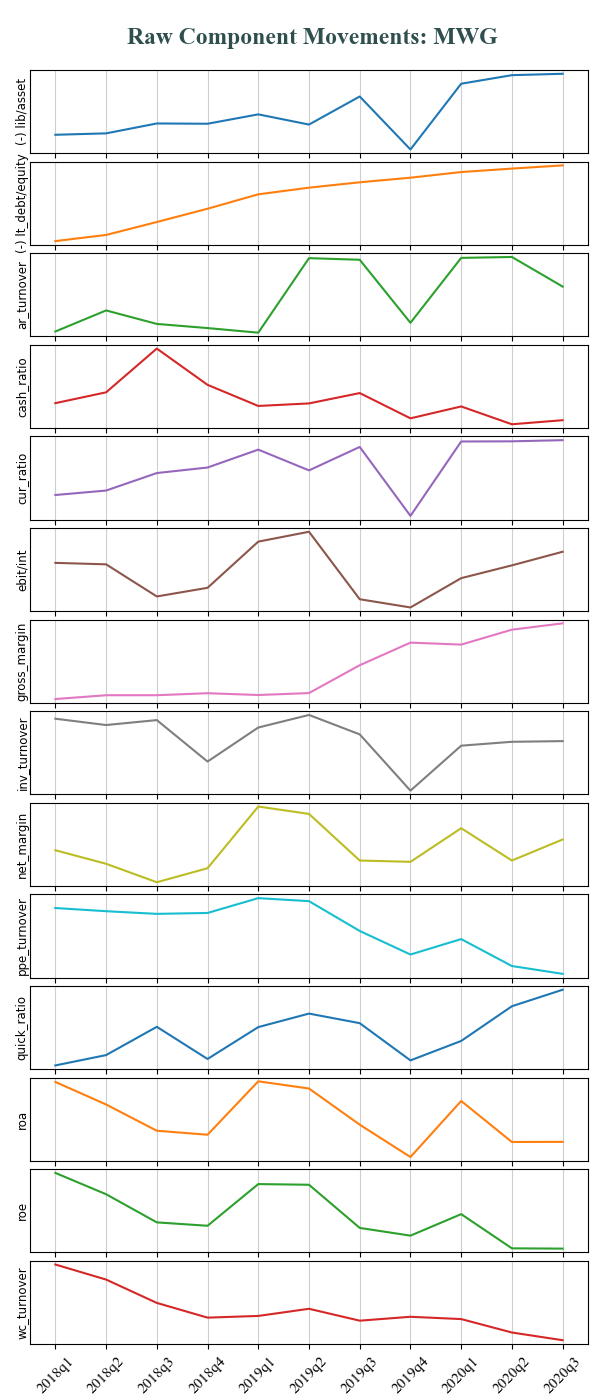 Raw Component Movements: MWG
(-) lib/asset
(-) lt_debt/equity
ar_turnover
cash_ratio
cur_ratio
ebit/int
gross_margin
inv_turnover
net_margin
ppe_turnover
quick_ratio
roa
roe
wc_turnover
2018q1 2018q2 2018q3 2018q4 2019q1 2019q2 2019q3 2019q4 2020q1 2020q2 2020q3